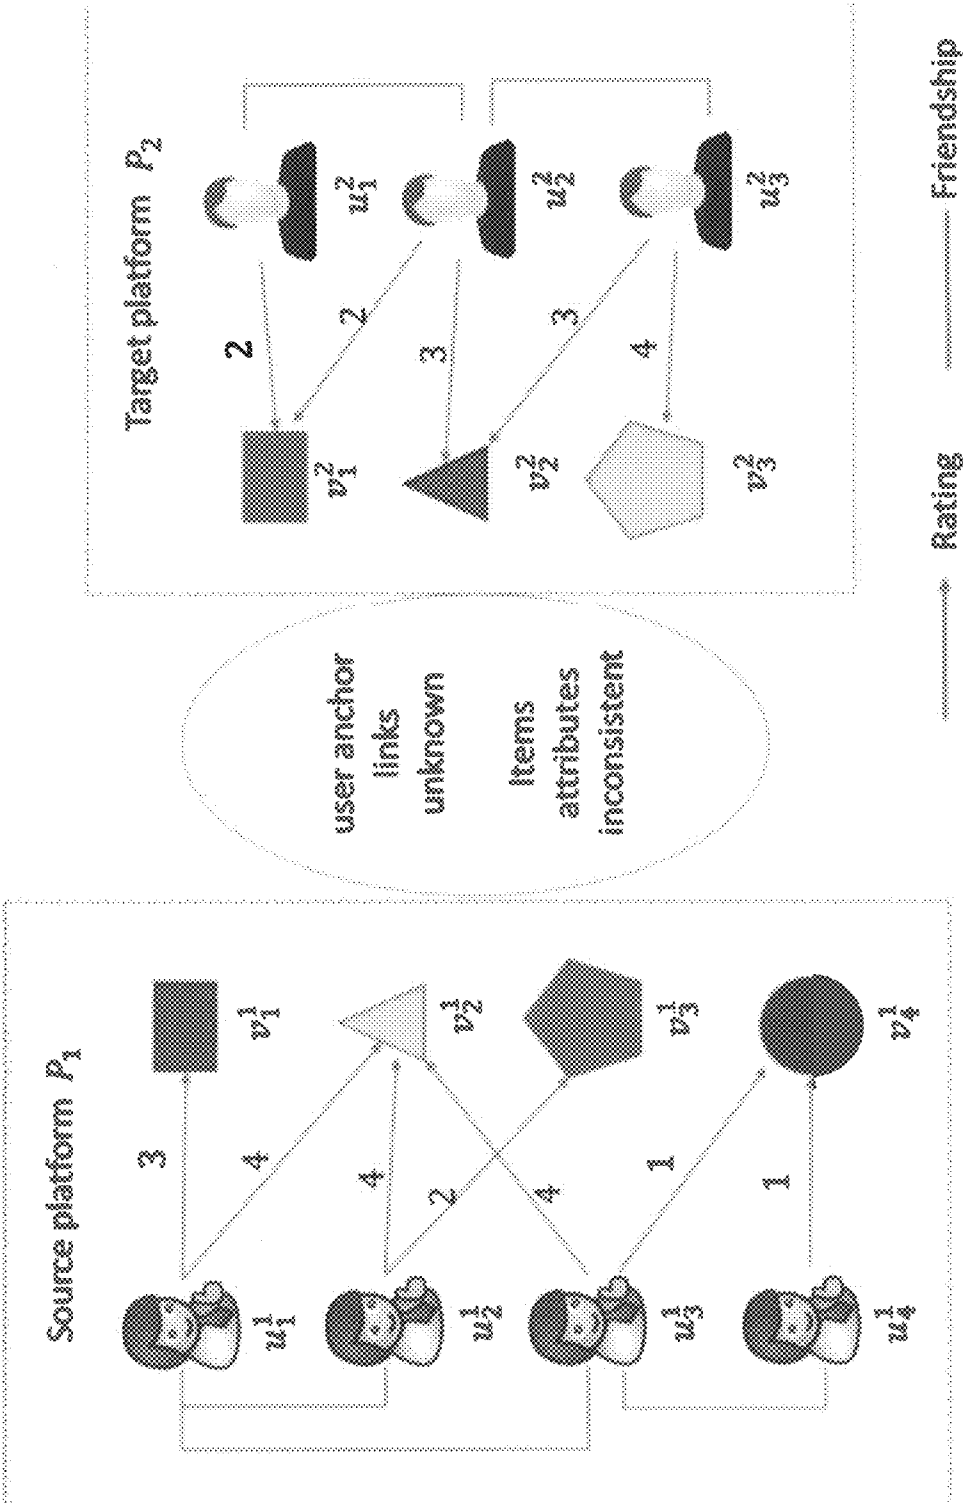 Source platform P₁
3
4
4
2
4
1
1
u₁¹
u₂¹
u₃¹
u₄¹
v₁¹
v₂¹
v₃¹
v₄¹
user anchor
links
unknown
Items
attributes
inconsistent
Target platform P₂
2
2
3
3
4
v₁²
v₂²
v₃²
u₁²
u₂²
u₃²
Rating
Friendship